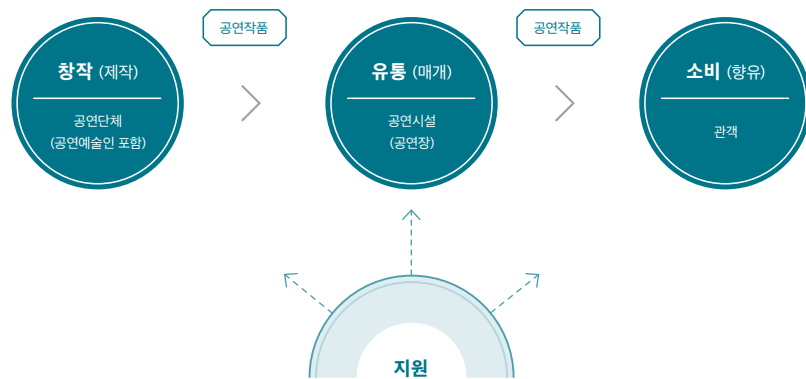 공연작품
공연작품
창작 (제작)
공연단체
(공연예술인 포함)
유통 (매개)
공연시설
(공연장)
소비 (향유)
관객
지원